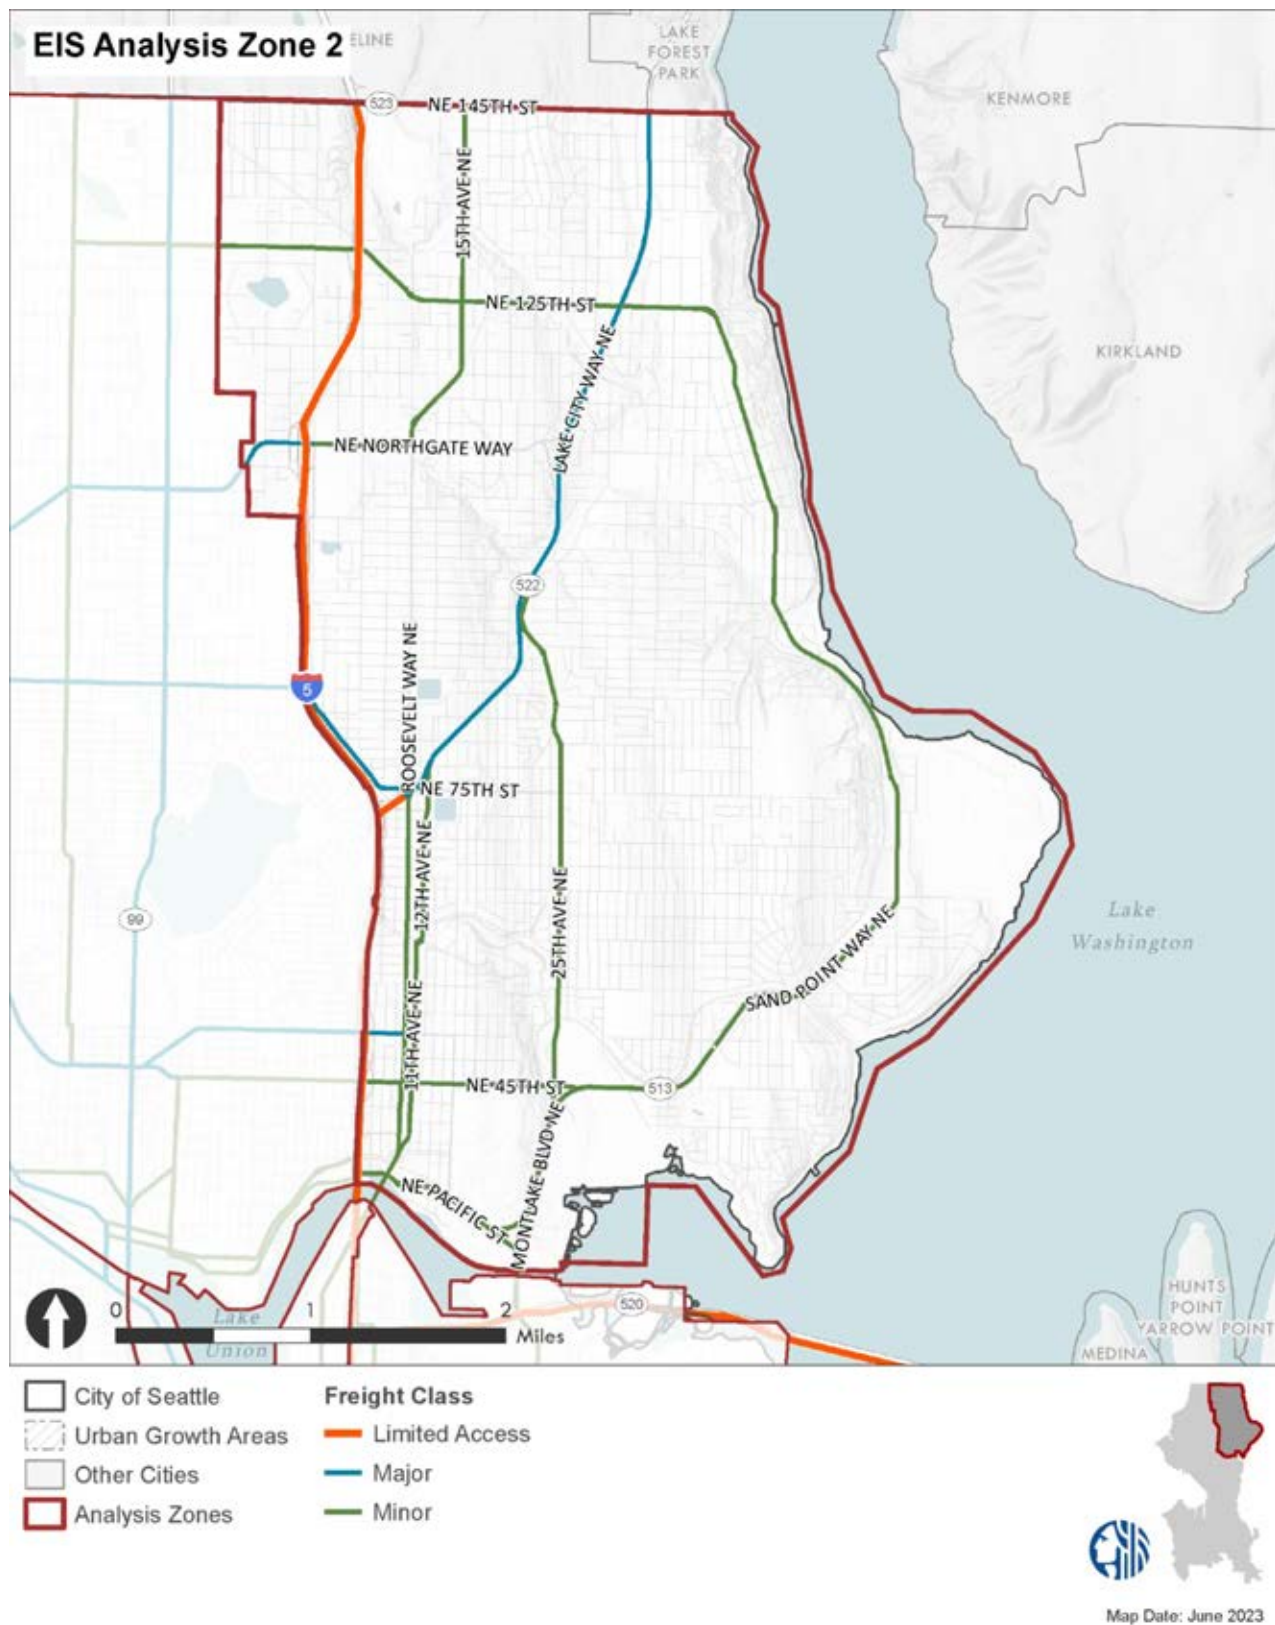 EIS Analysis Zone 2
ELINE
LAKE
FOREST
PARK
KENMORE
523
NE 145TH ST
15TH AVE NE
NE 125TH ST
KIRKLAND
LAKE CITY WAY NE
NE NORTHGATE WAY
522
ROOSEVELT WAY NE
5
NE 75TH ST
12TH AVE NE
25TH AVE NE
99
Lake
Washington
SAND POINT WAY NE
11TH AVE NE
NE 45TH ST
513
MONTLAKE BLVD NE
NE PACIFIC ST
520
HUNTS
POINT
YARROW POINT
MEDINA
Lake
Union
0
1
2
Miles
City of Seattle
Urban Growth Areas
Other Cities
Analysis Zones
Freight Class
Limited Access
Major
Minor
Map Date: June 2023